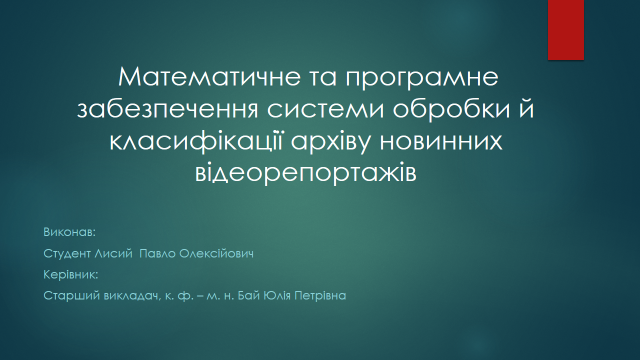 Математичне та програмне
забезпечення системи обробки й
класифікації архіву новинних
відеорепортажів
Виконав:
Студент Лисий Павло Олексійович
Керівник:
Старший викладач, к. ф. – м. н. Бай Юлія Петрівна